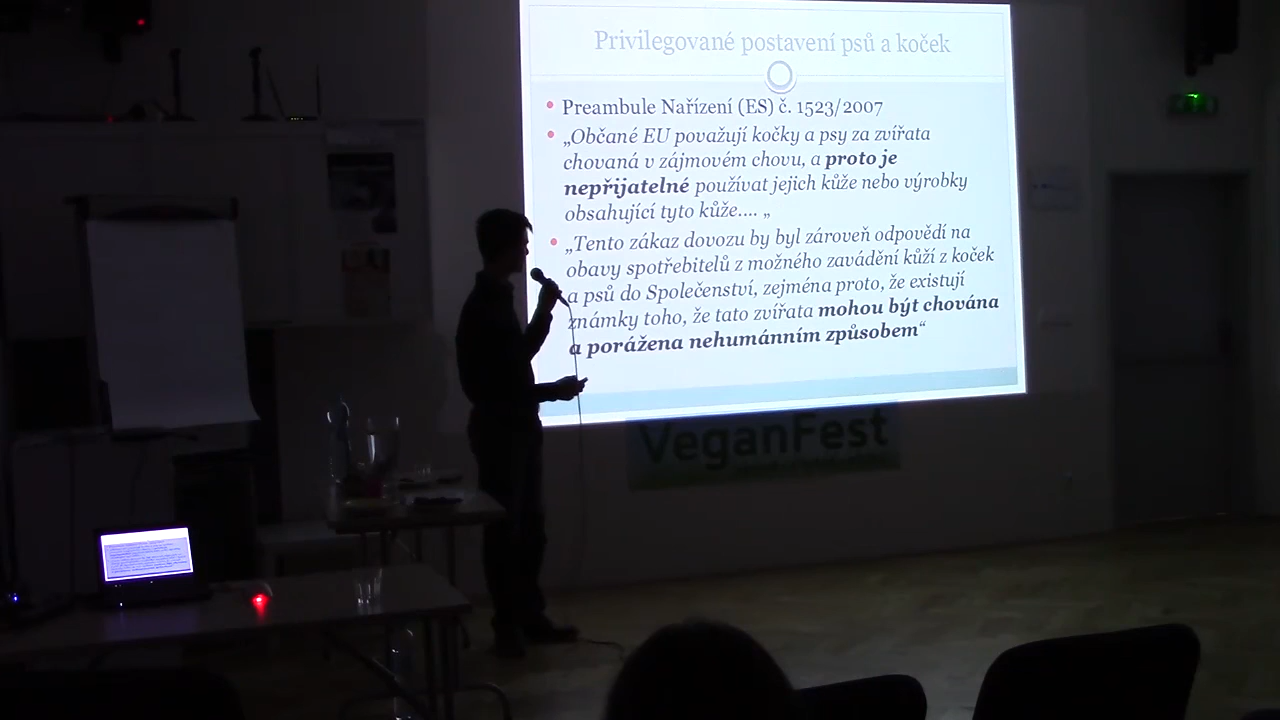 Privilegované postavení psů a koček
Preambule Nařízení (ES) č. 1523/2007
„Občané EU považují kočky a psy za zvířata
chovaná v zájmovém chovu, a proto je
nepřijatelné používat jejich kůže nebo výrobky
obsahující tyto kůže.... „
„Tento zákaz dovozu by byl zároveň odpovědí na
obavy spotřebitelů z možného zavádění kůží z koček
a psů do Společenství, zejména proto, že existují
známky toho, že tato zvířata mohou být chována
a porážena nehumánním způsobem“
VeganFest